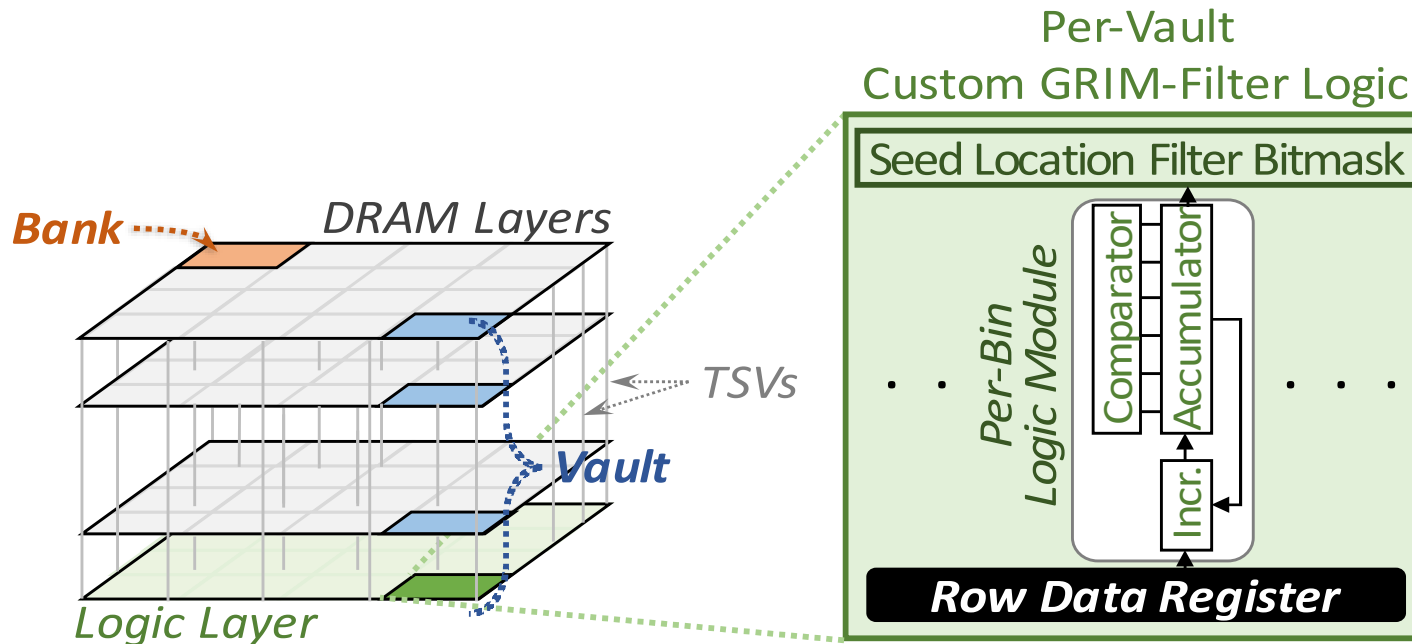 Per-Vault
Custom GRIM-Filter Logic
Seed Location Filter Bitmask
DRAM Layers
Bank
Comparator
Accumulator
Per-Bin
Logic Module
TSVs
. .
. . .
Vault
Incr.
Row Data Register
Logic Layer